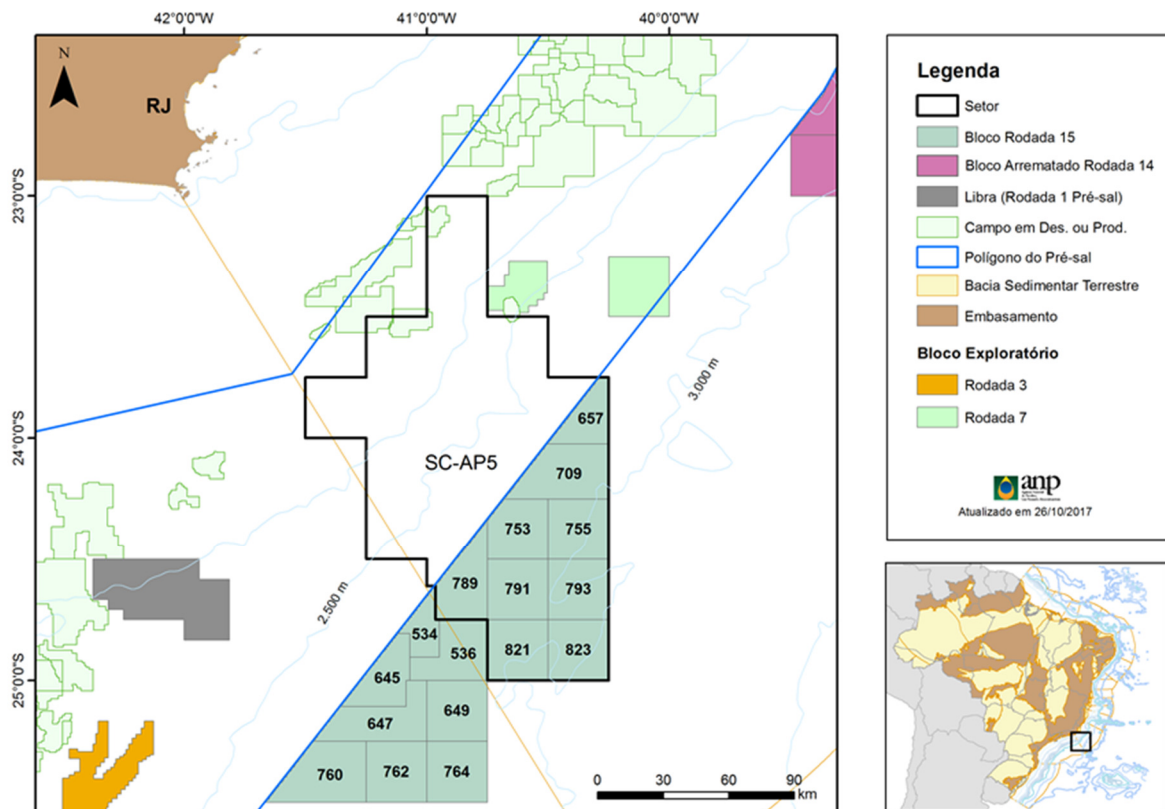 42°0'0"W
41°0'0"W
40°0'0"W
N
RJ
23°0'0"S
24°0'0"S
25°0'0"S
SC-AP5
3.000 m
2.500 m
657
709
753
755
789
791
793
534
536
821
823
645
647
649
760
762
764
0 30 60 90
km
Legenda
Setor
Bloco Rodada 15
Bloco Arrematado Rodada 14
Libra (Rodada 1 Pré-sal)
Campo em Des. ou Prod.
Polígono do Pré-sal
Bacia Sedimentar Terrestre
Embasamento
Bloco Exploratório
Rodada 3
Rodada 7
anp
Atualizado em 26/10/2017